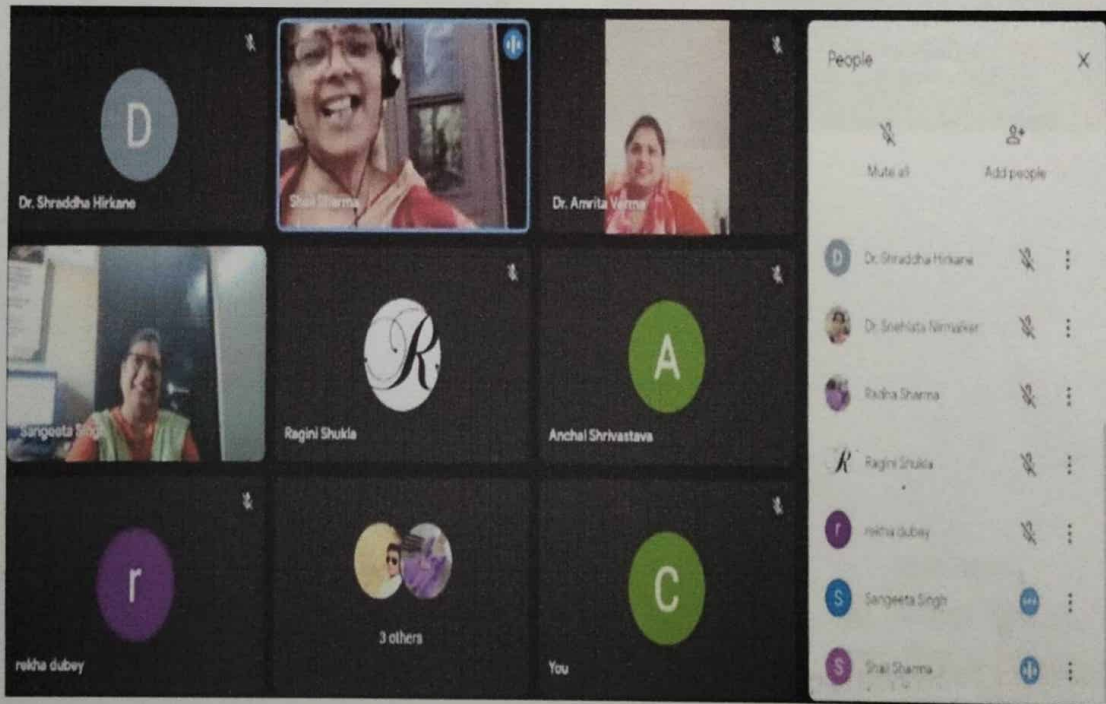 D
Dr. Shraddha Hirkane
Shail Sharma
Dr. Amrita Verma
Sangeeta Singh
R
Ragini Shukla
A
Anchal Shrivastava
r
rekha dubey
3 others
C
You
People
Mute all
Add people
D Dr. Shraddha Hirkane
Dr. Snehlata Nirmalker
Radha Sharma
R Ragini Shukla
r rekha dubey
S Sangeeta Singh
S Shail Sharma